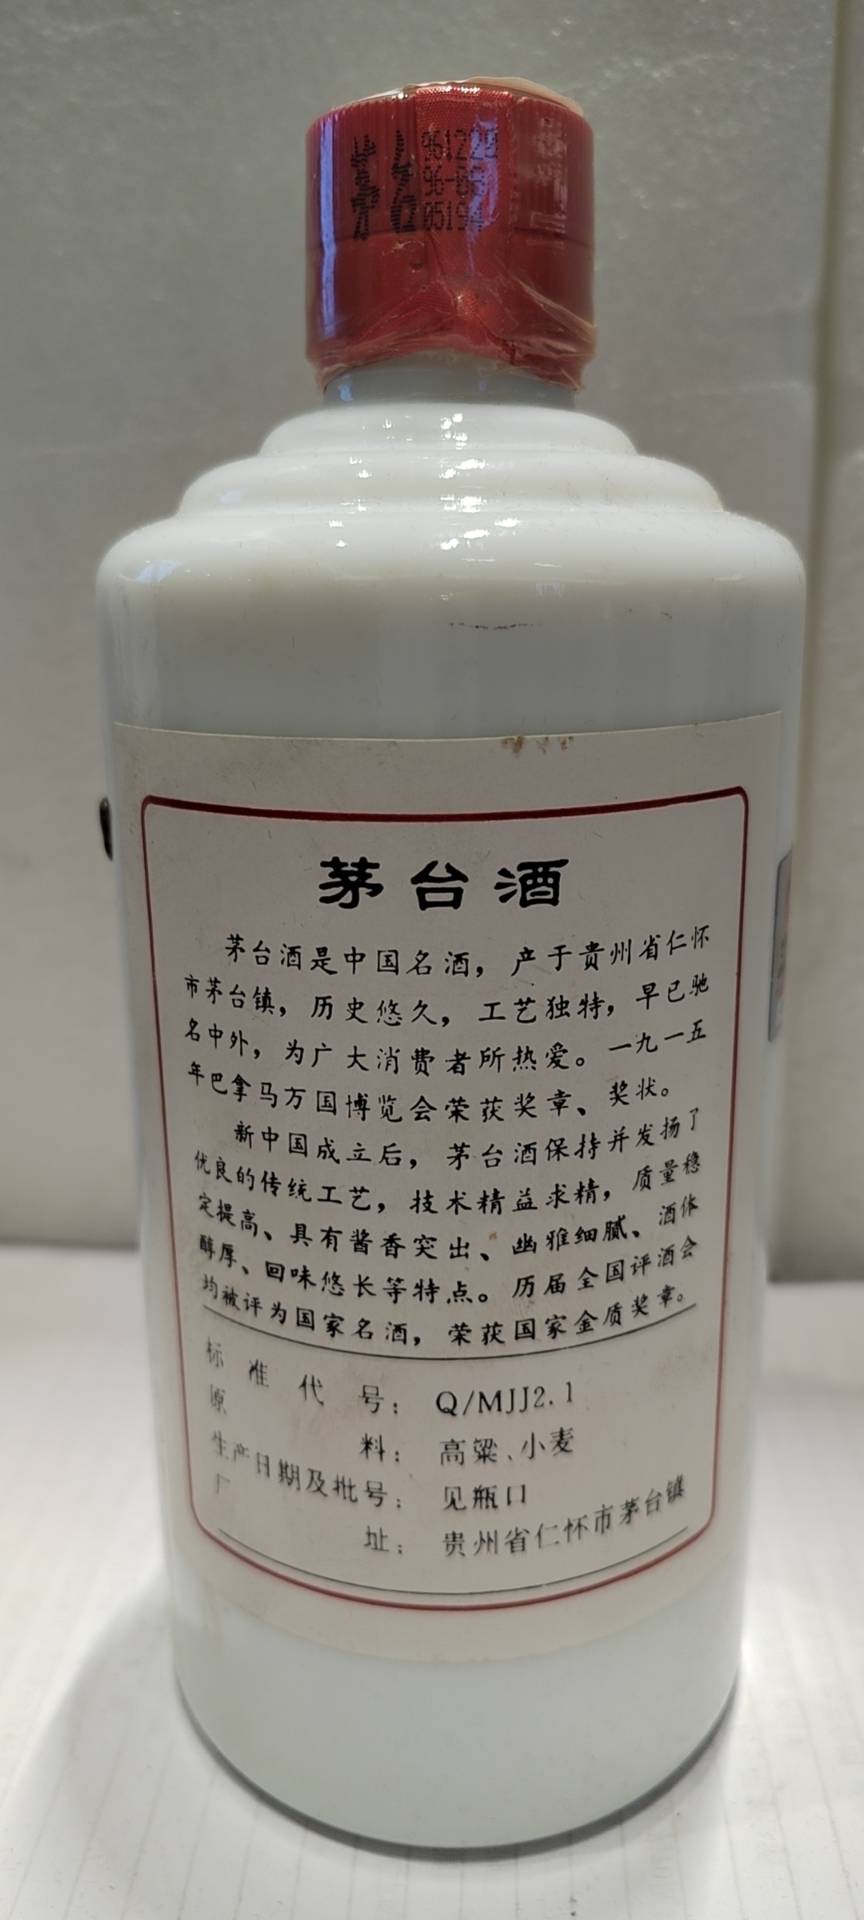 茅台
961220
96-08
05194
茅台酒
茅台酒是中国名酒，产于贵州省仁怀
市茅台镇，历史悠久，工艺独特，早已驰
名中外，为广大消费者所热爱。一九一五
年巴拿马万国博览会荣获奖章、奖状。
新中国成立后，茅台酒保持并发扬了
优良的传统工艺，技术精益求精，质量稳
定提高、具有酱香突出、幽雅细腻、酒体
醇厚、回味悠长等特点。历届全国评酒会
均被评为国家名酒，荣获国家金质奖章。
标准代号：Q/MJJ2.1
原料：高粱、小麦
生产日期及批号：见瓶口
厂址：贵州省仁怀市茅台镇